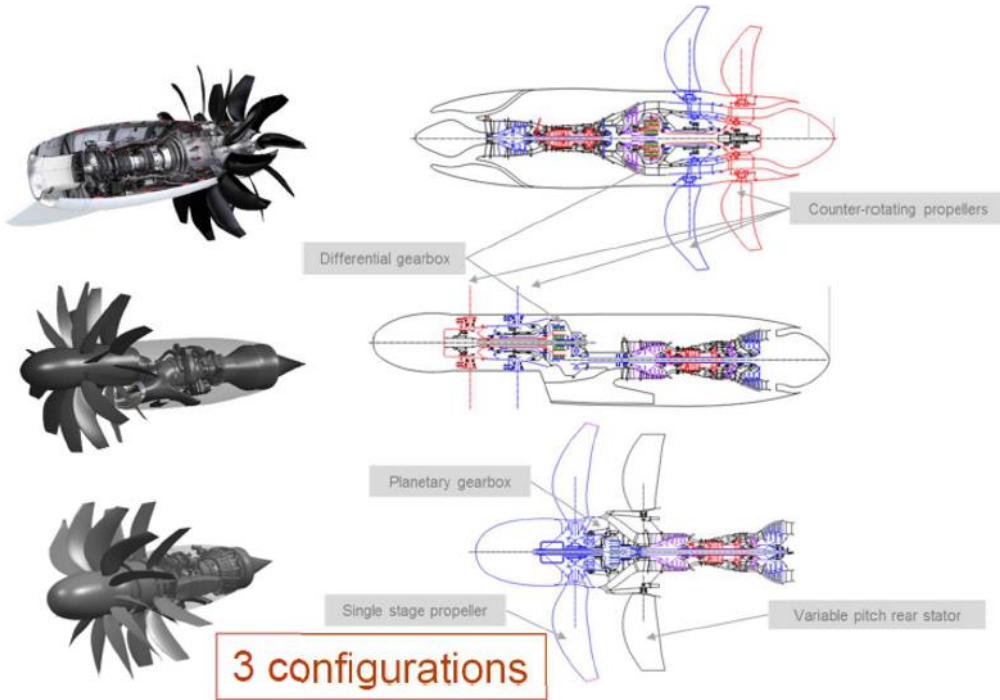 Counter-rotating propellers
Differential gearbox
Planetary gearbox
Single stage propeller
Variable pitch rear stator
3 configurations